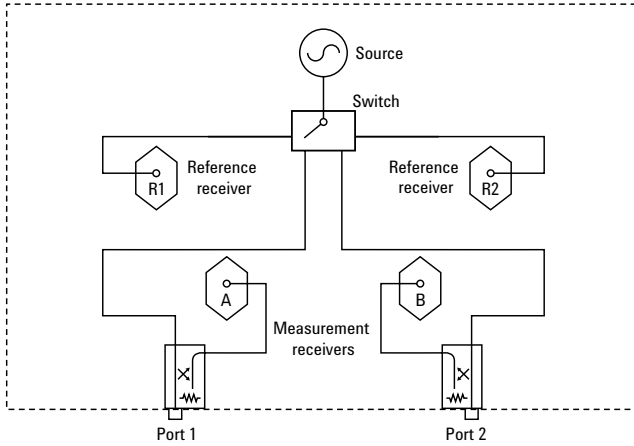 Source
Switch
Reference
receiver
R1
Reference
receiver
R2
A
B
Measurement
receivers
Port 1
Port 2